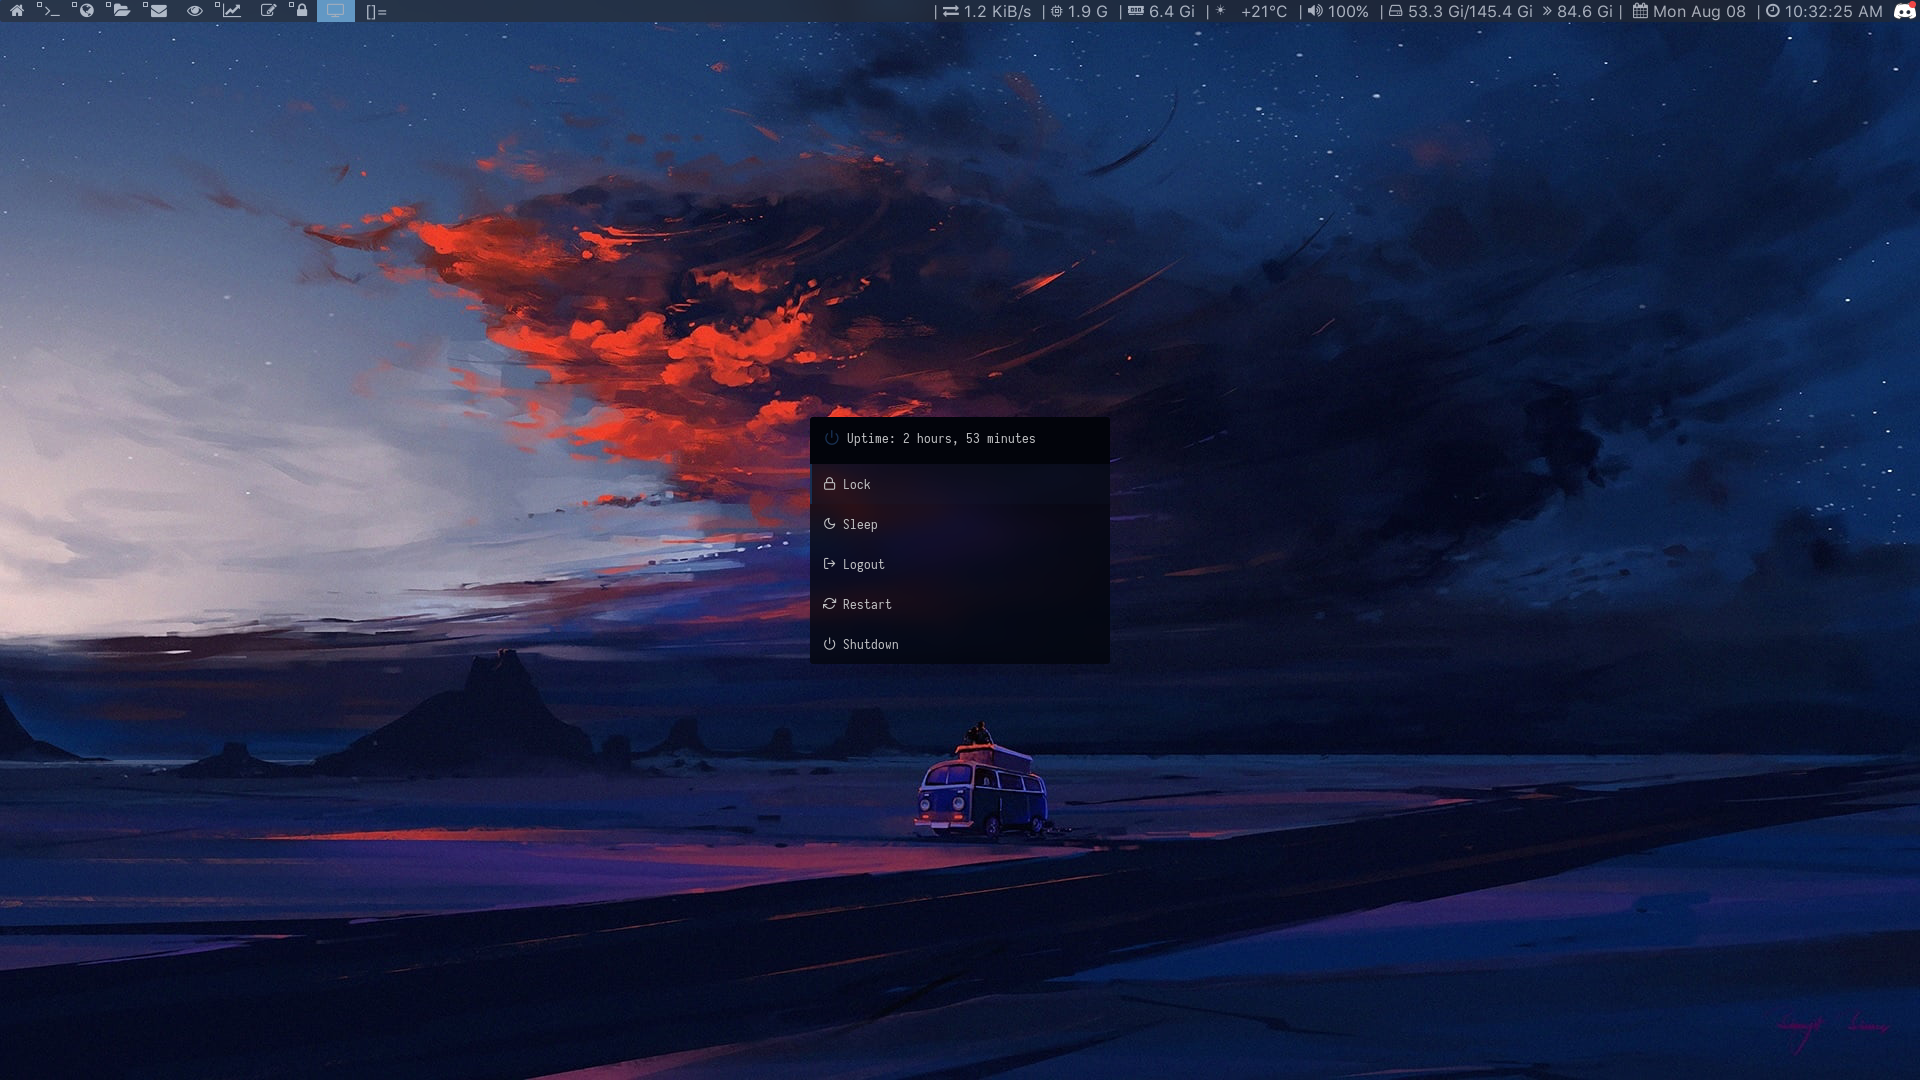 []= | 1.2 KiB/s | 1.9 G | 6.4 Gi | +21°C | 100% | 53.3 Gi/145.4 Gi » 84.6 Gi | Mon Aug 08 | 10:32:25 AM
Uptime: 2 hours, 53 minutes
Lock
Sleep
Logout
Restart
Shutdown